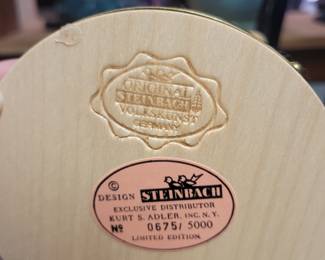 ORIGINAL
STEINBACH
VOLKSKUNST
GERMANY
© DESIGN STEINBACH
EXCLUSIVE DISTRIBUTOR
KURT S. ADLER, INC. N.Y.
Nº 0675/ 5000
LIMITED EDITION